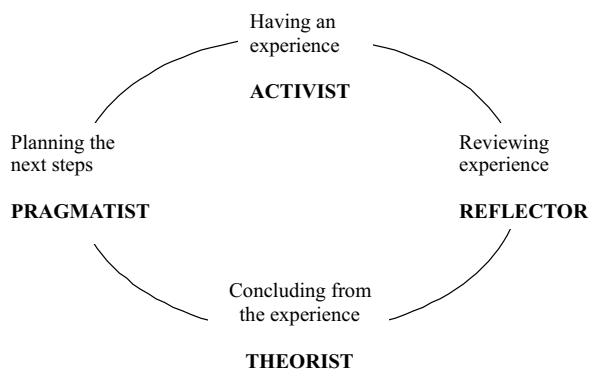 Having an
experience
ACTIVIST
Planning the
next steps
PRAGMATIST
Reviewing
experience
REFLECTOR
Concluding from
the experience
THEORIST